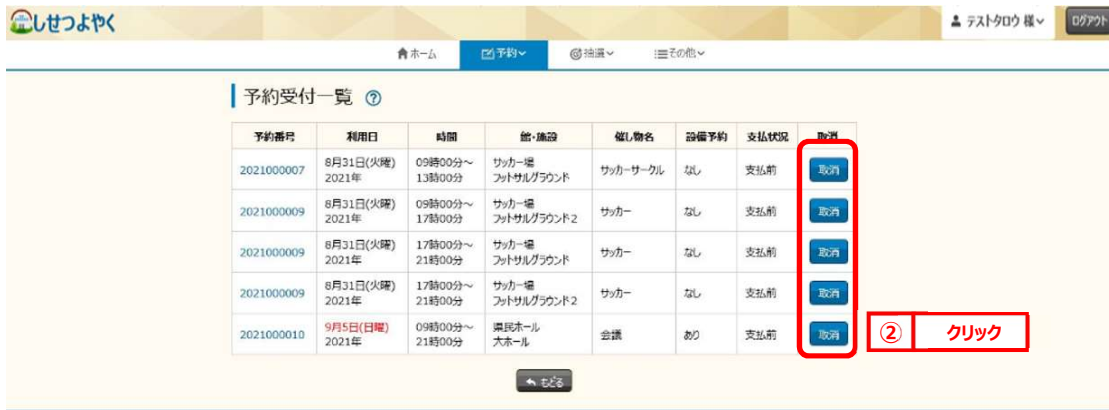 しせつよやく
テストタロウ 様
ログアウト
ホーム 予約 抽選 その他
予約受付一覧 ?
予約番号 利用日 時間 館・施設 催し物名 設備予約 支払状況 取消
2021000007 8月31日(火曜) 09時00分～ サッカー場 サッカーサークル なし 支払前 取消
2021年 13時00分 フットサルグラウンド
2021000009 8月31日(火曜) 09時00分～ サッカー場 サッカー なし 支払前 取消
2021年 17時00分 フットサルグラウンド2
2021000009 8月31日(火曜) 17時00分～ サッカー場 サッカー なし 支払前 取消
2021年 21時00分 フットサルグラウンド
2021000009 8月31日(火曜) 17時00分～ サッカー場 サッカー なし 支払前 取消
2021年 21時00分 フットサルグラウンド2
2021000010 9月5日(日曜) 09時00分～ 県民ホール 会議 あり 支払前 取消
2021年 21時00分 大ホール
② クリック
もどる